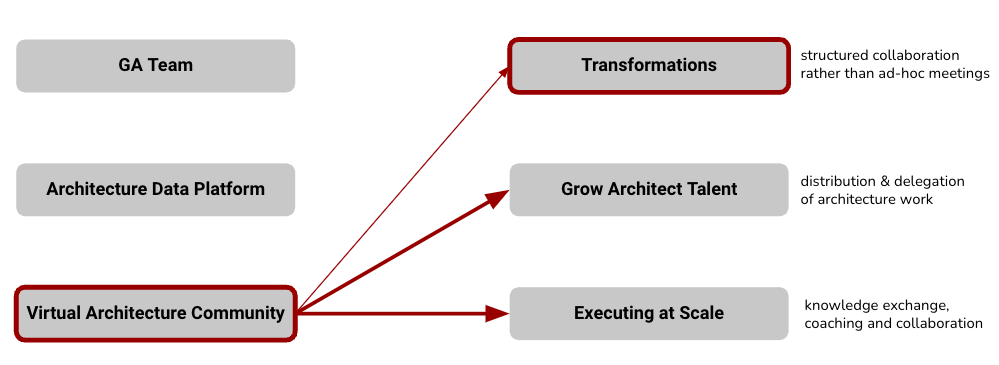 GA Team
Transformations
structured collaboration
rather than ad-hoc meetings
Architecture Data Platform
Grow Architect Talent
distribution & delegation
of architecture work
Virtual Architecture Community
Executing at Scale
knowledge exchange,
coaching and collaboration